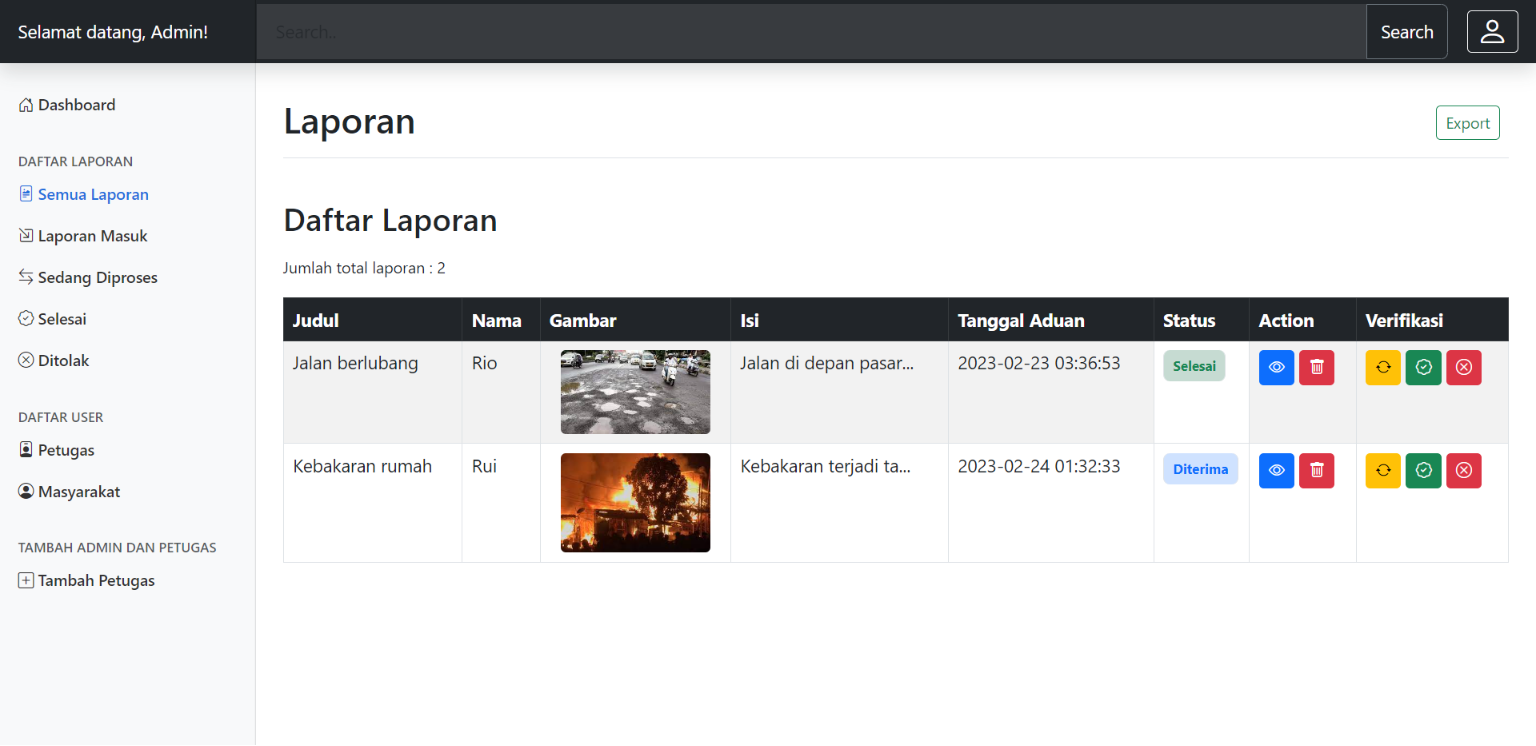 Selamat datang, Admin!
Search..
Search
Dashboard
DAFTAR LAPORAN
Semua Laporan
Laporan Masuk
Sedang Diproses
Selesai
Ditolak
DAFTAR USER
Petugas
Masyarakat
TAMBAH ADMIN DAN PETUGAS
Tambah Petugas
Laporan
Export
Daftar Laporan
Jumlah total laporan : 2
Judul Nama Gambar Isi Tanggal Aduan Status Action Verifikasi
Jalan berlubang Rio Jalan di depan pasar... 2023-02-23 03:36:53 Selesai
Kebakaran rumah Rui Kebakaran terjadi ta... 2023-02-24 01:32:33 Diterima